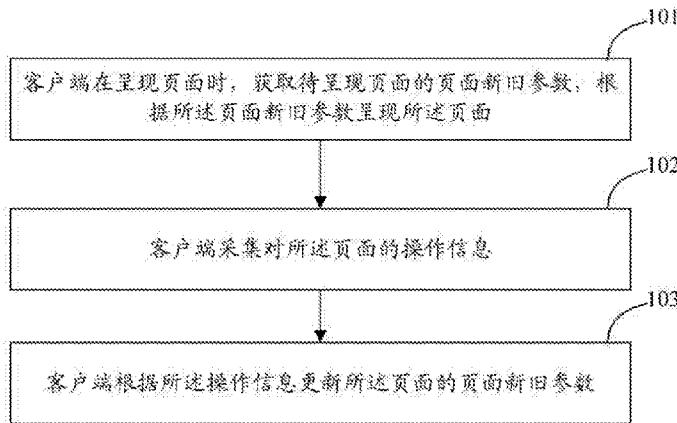 101
客户端在呈现页面时，获取待呈现页面的页面新旧参数，根
据所述页面新旧参数呈现所述页面
102
客户端采集对所述页面的操作信息
103
客户端根据所述操作信息更新所述页面的页面新旧参数